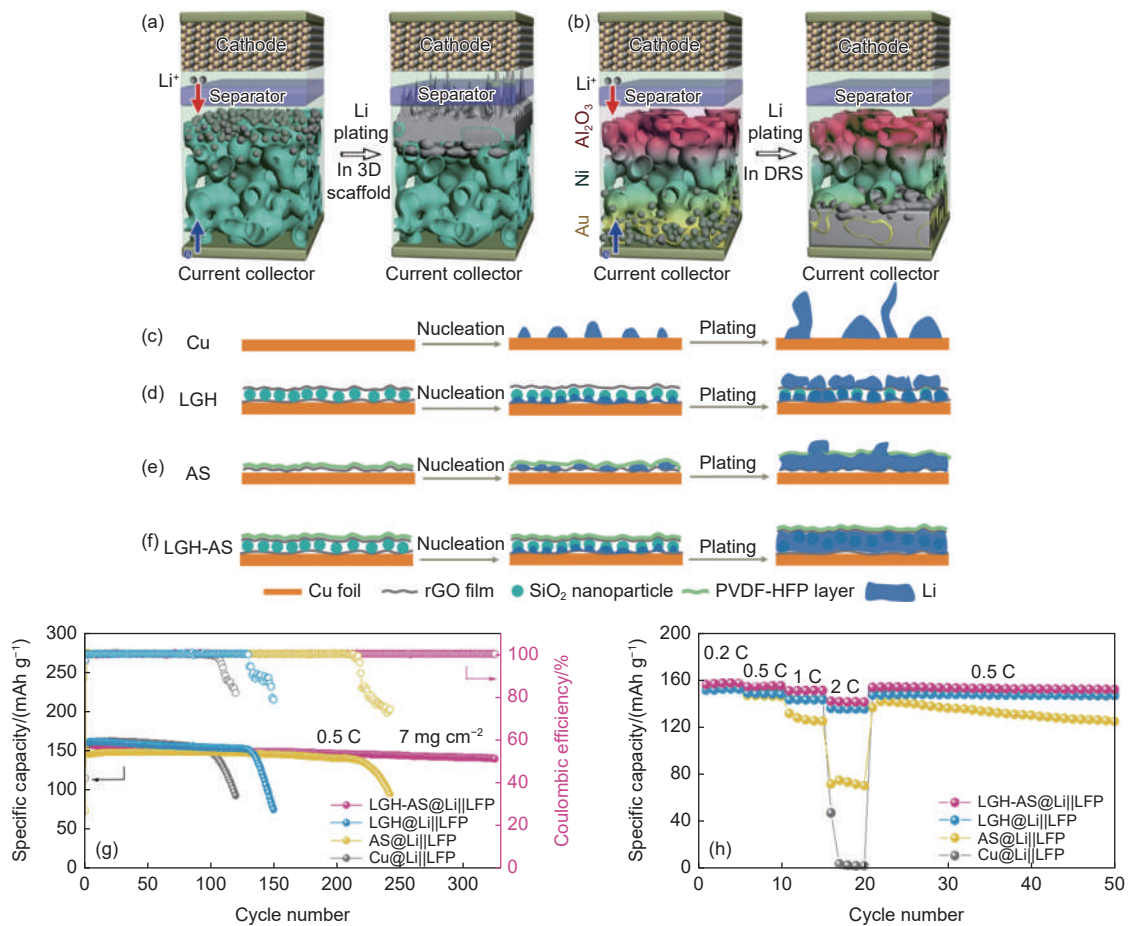 (a)
Cathode
Li⁺
Separator
Li
plating
In 3D
scaffold
Separator
Current collector
Current collector
(b)
Cathode
Li⁺
Separator
Al₂O₃
Ni
Au
Li
plating
In DRS
Separator
Current collector
Current collector
(c) Cu Nucleation Plating
(d) LGH Nucleation Plating
(e) AS Nucleation Plating
(f) LGH-AS Nucleation Plating
Cu foil rGO film SiO₂ nanoparticle PVDF-HFP layer Li
300
250
200
150
100
50
0
Specific capacity/(mAh g⁻¹)
100
80
60
40
20
0
Coulombic efficiency/%
0.5 C 7 mg cm⁻²
LGH-AS@Li||LFP
LGH@Li||LFP
AS@Li||LFP
Cu@Li||LFP
(g)
0 50 100 150 200 250 300
Cycle number
200
160
120
80
40
0
Specific capacity/(mAh g⁻¹)
0.2 C
0.5 C
1 C
2 C
0.5 C
LGH-AS@Li||LFP
LGH@Li||LFP
AS@Li||LFP
Cu@Li||LFP
(h)
0 10 20 30 40 50
Cycle number